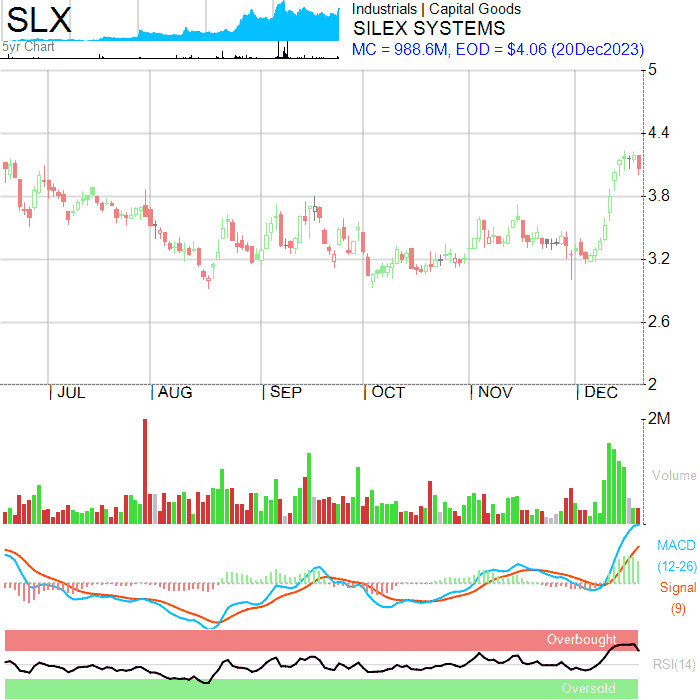 SLX
5yr Chart
Industrials | Capital Goods
SILEX SYSTEMS
MC = 988.6M, EOD = $4.06 (20Dec2023)
5
4.4
3.8
3.2
2.6
2
JUL AUG SEP OCT NOV DEC
2M
Volume
MACD
(12-26)
Signal
(9)
Overbought
RSI(14)
Oversold